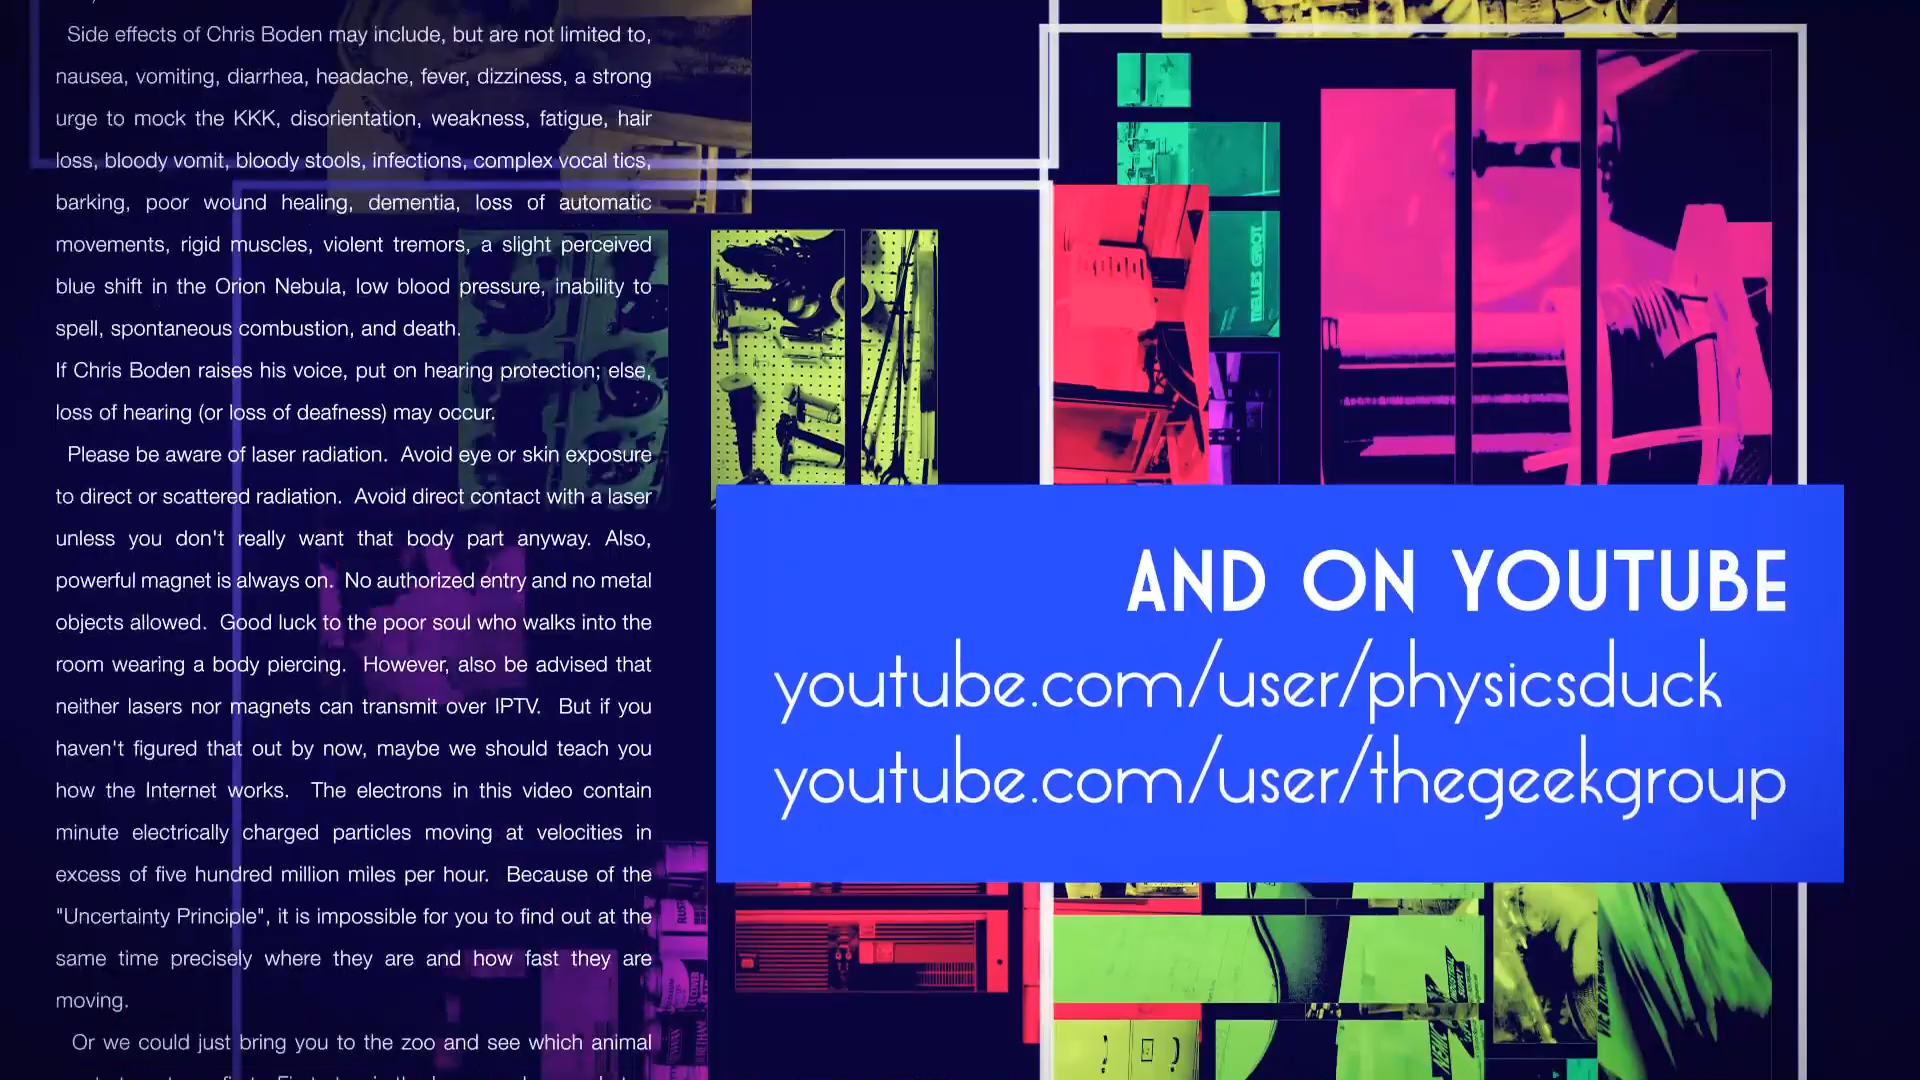 Side effects of Chris Boden may include, but are not limited to,
nausea, vomiting, diarrhea, headache, fever, dizziness, a strong
urge to mock the KKK, disorientation, weakness, fatigue, hair
loss, bloody vomit, bloody stools, infections, complex vocal tics,
barking, poor wound healing, dementia, loss of automatic
movements, rigid muscles, violent tremors, a slight perceived
blue shift in the Orion Nebula, low blood pressure, inability to
spell, spontaneous combustion, and death.
If Chris Boden raises his voice, put on hearing protection; else,
loss of hearing (or loss of deafness) may occur.
Please be aware of laser radiation. Avoid eye or skin exposure
to direct or scattered radiation. Avoid direct contact with a laser
unless you don't really want that body part anyway. Also,
powerful magnet is always on. No authorized entry and no metal
objects allowed. Good luck to the poor soul who walks into the
room wearing a body piercing. However, also be advised that
neither lasers nor magnets can transmit over IPTV. But if you
haven't figured that out by now, maybe we should teach you
how the Internet works. The electrons in this video contain
minute electrically charged particles moving at velocities in
excess of five hundred million miles per hour. Because of the
"Uncertainty Principle", it is impossible for you to find out at the
same time precisely where they are and how fast they are
moving.
Or we could just bring you to the zoo and see which animal
AND ON YOUTUBE
youtube.com/user/physicsduck
youtube.com/user/thegeekgroup